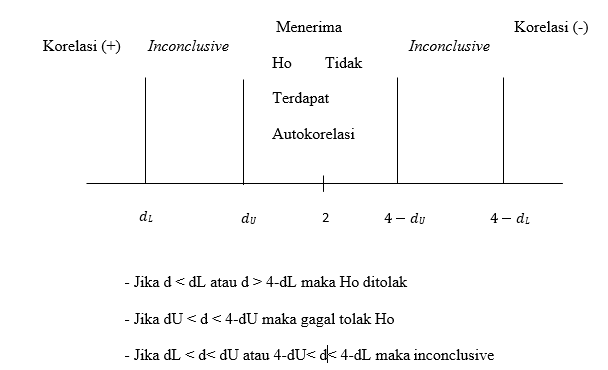 Menerima
Korelasi (-)
Korelasi (+)
Inconclusive
Inconclusive
Ho Tidak
Terdapat
Autokorelasi
dL
dU
2
4 − dU
4 − dL
- Jika d < dL atau d > 4-dL maka Ho ditolak
- Jika dU < d < 4-dU maka gagal tolak Ho
- Jika dL < d< dU atau 4-dU< d< 4-dL maka inconclusive